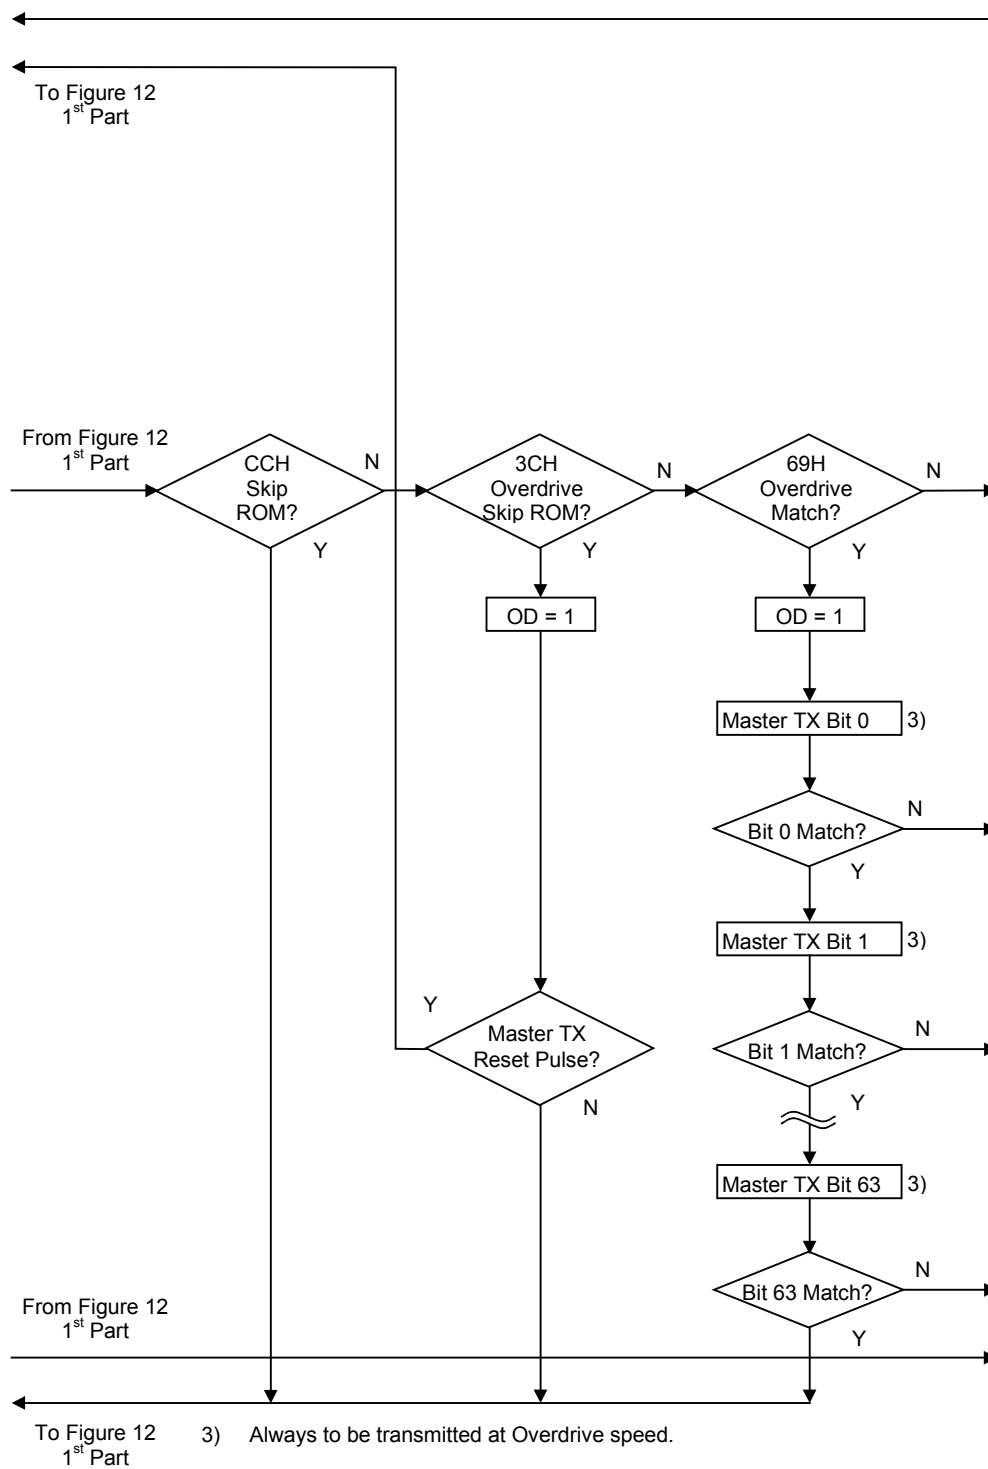 To Figure 12
1st Part
From Figure 12
1st Part
CCH
Skip
ROM?
N
Y
3CH
Overdrive
Skip ROM?
N
Y
69H
Overdrive
Match?
N
Y
OD = 1
OD = 1
Master TX Bit 0 3)
Bit 0 Match?
N
Y
Master TX Bit 1 3)
Y
Master TX
Reset Pulse?
N
Bit 1 Match?
N
Y
Master TX Bit 63 3)
Bit 63 Match?
N
Y
From Figure 12
1st Part
To Figure 12
1st Part
3) Always to be transmitted at Overdrive speed.